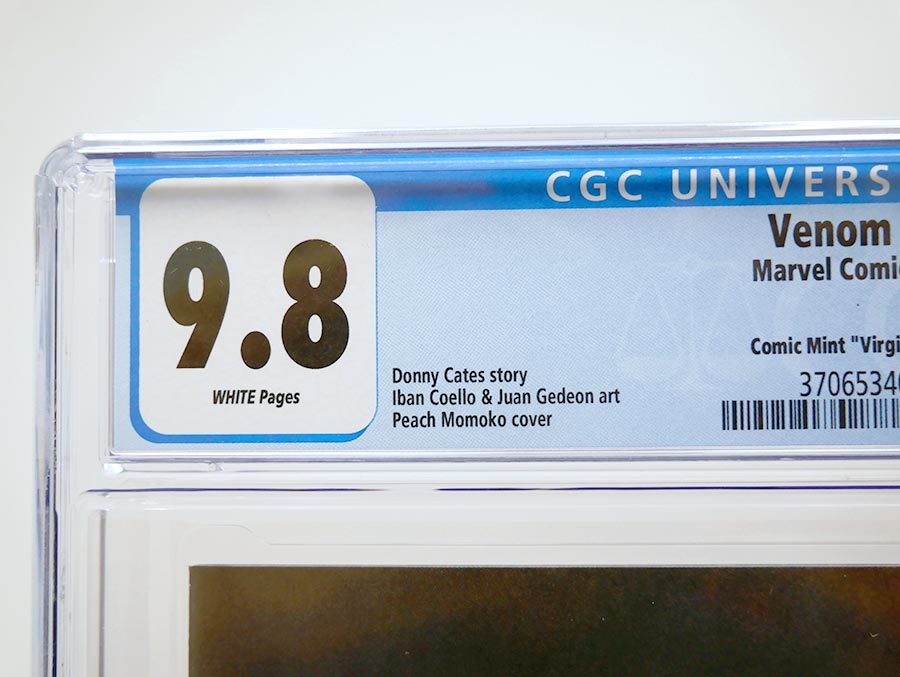 CGC UNIVERS
9.8
WHITE Pages
Venom
Marvel Comic
Comic Mint "Virgi
Donny Cates story
Iban Coello & Juan Gedeon art
Peach Momoko cover
3706534